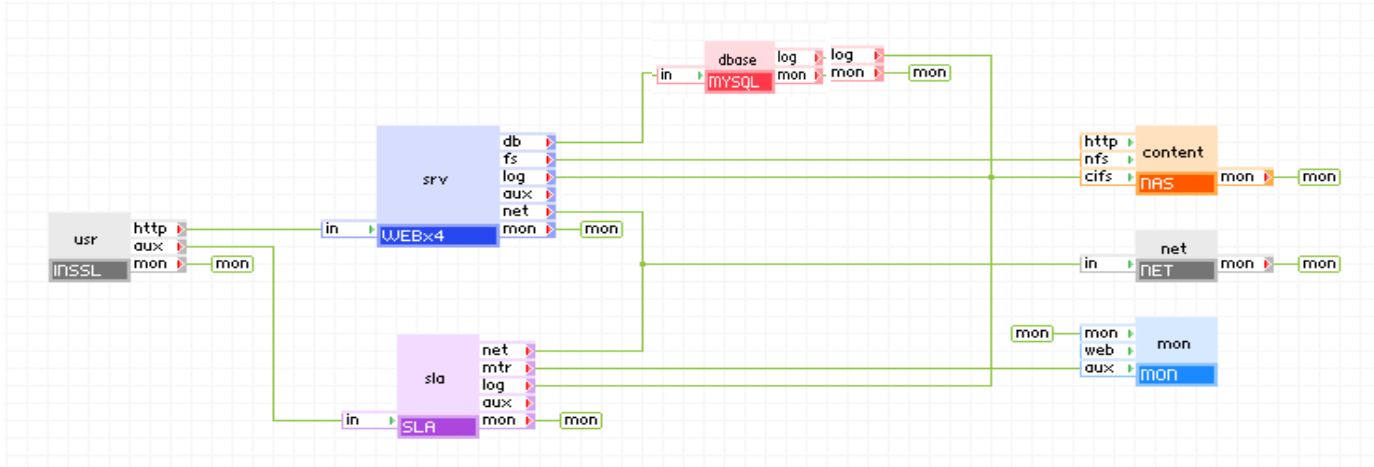 dbase
MYSQL
in
log
mon
log
mon
mon
srv
WEBx4
in
db
fs
log
aux
net
mon
mon
http
nfs
cifs
content
NAS
mon
mon
usr
INSSL
http
aux
mon
mon
in
net
NET
mon
mon
sla
SLA
in
net
mtr
log
aux
mon
mon
mon
mon
web
aux
mon
MON